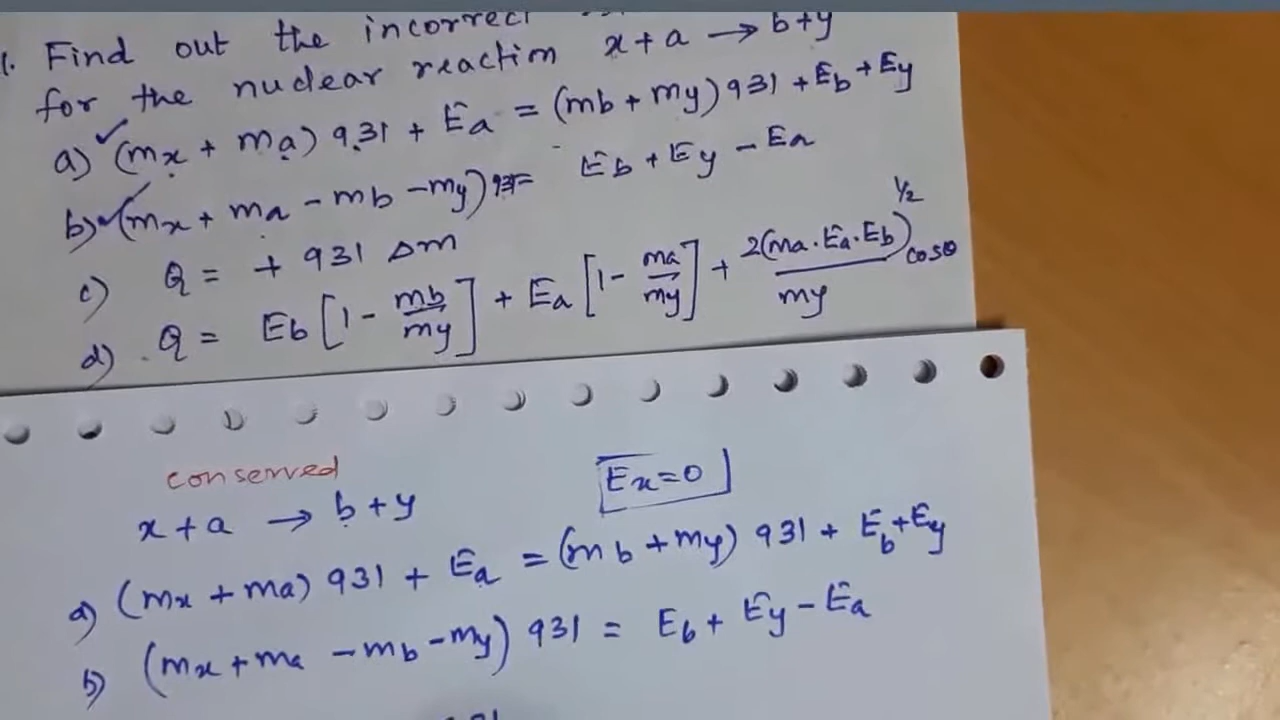 1. Find out the incorrect
for the nuclear reaction x + a → b + y
a) ✓ (mx + ma) 931 + Ea = (mb + my) 931 + Eb + Ey
b) ✓ (mx + ma - mb - my) 931 = Eb + Ey - Ea
c) Q = + 931 Δm
d) Q = Eb [1 - mb/my] + Ea [1 - ma/my] + 2(ma·Ea·Eb)^1/2/my cosθ
conserved
x + a → b + y
Ex=0
a) (mx + ma) 931 + Ea = (mb + my) 931 + Eb + Ey
b) (mx + ma - mb - my) 931 = Eb + Ey - Ea